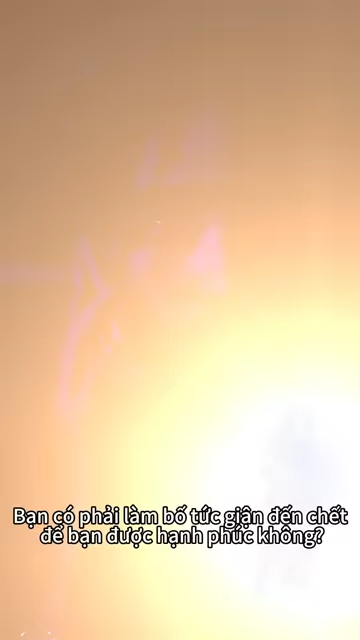 Bạn có phải làm bố tức giận đến chết
để bạn được hạnh phúc không?